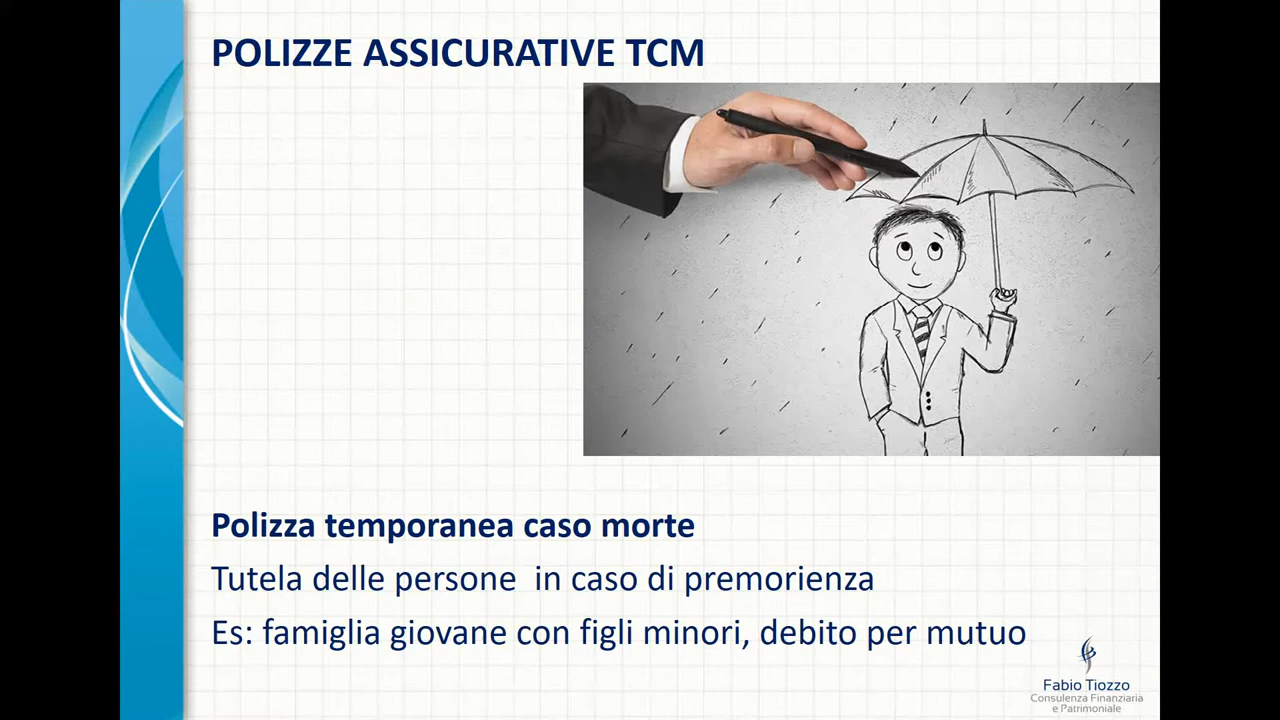 POLIZZE ASSICURATIVE TCM
Polizza temporanea caso morte
Tutela delle persone  in caso di premorienza
Es: famiglia giovane con figli minori, debito per mutuo
Fabio Tiozzo
Consulenza Finanziaria
e Patrimoniale